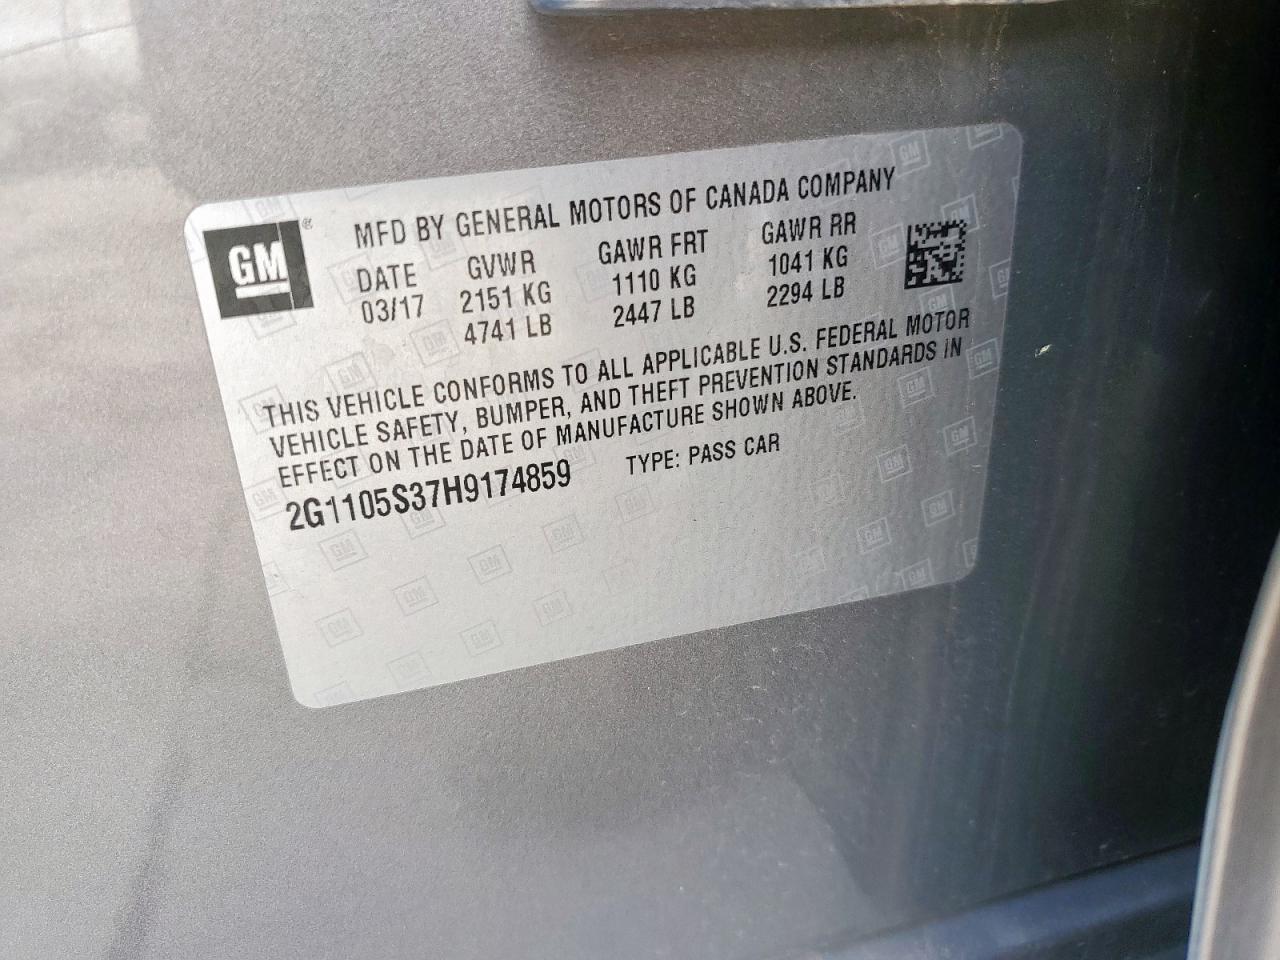 GM ®
MFD BY GENERAL MOTORS OF CANADA COMPANY
DATE GVWR GAWR FRT GAWR RR
03/17 2151 KG 1110 KG 1041 KG
4741 LB 2447 LB 2294 LB
THIS VEHICLE CONFORMS TO ALL APPLICABLE U.S. FEDERAL MOTOR
VEHICLE SAFETY, BUMPER, AND THEFT PREVENTION STANDARDS IN
EFFECT ON THE DATE OF MANUFACTURE SHOWN ABOVE.
2G1105S37H9174859 TYPE: PASS CAR